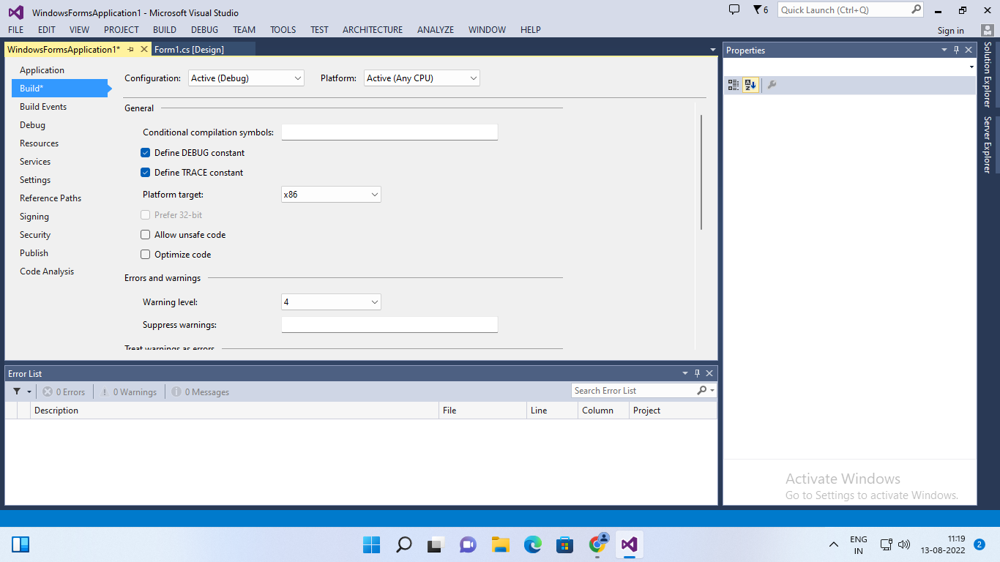 WindowsFormsApplication1 - Microsoft Visual Studio
6
Quick Launch (Ctrl+Q)
FILE EDIT VIEW PROJECT BUILD DEBUG TEAM TOOLS TEST ARCHITECTURE ANALYZE WINDOW HELP
Sign in
WindowsFormsApplication1*
Form1.cs [Design]
Application
Build*
Build Events
Debug
Resources
Services
Settings
Reference Paths
Signing
Security
Publish
Code Analysis
Configuration: Active (Debug) Platform: Active (Any CPU)
General
Conditional compilation symbols:
Define DEBUG constant
Define TRACE constant
Platform target: x86
Prefer 32-bit
Allow unsafe code
Optimize code
Errors and warnings
Warning level: 4
Suppress warnings:
Treat warnings as errors
Properties
Solution Explorer
Server Explorer
Error List
0 Errors 0 Warnings 0 Messages
Search Error List
Description File Line Column Project
Activate Windows
Go to Settings to activate Windows.
ENG
IN
11:19
13-08-2022
2